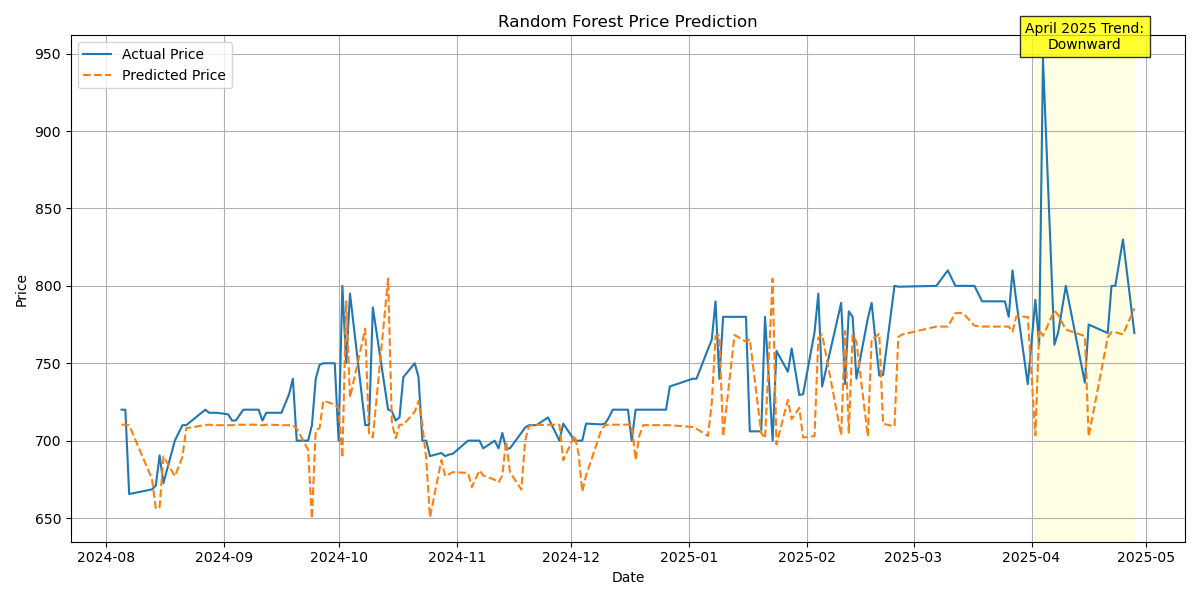 Random Forest Price Prediction
April 2025 Trend:
Downward
Actual Price
Predicted Price
Price
950
900
850
800
750
700
650
2024-08
2024-09
2024-10
2024-11
2024-12
2025-01
2025-02
2025-03
2025-04
2025-05
Date